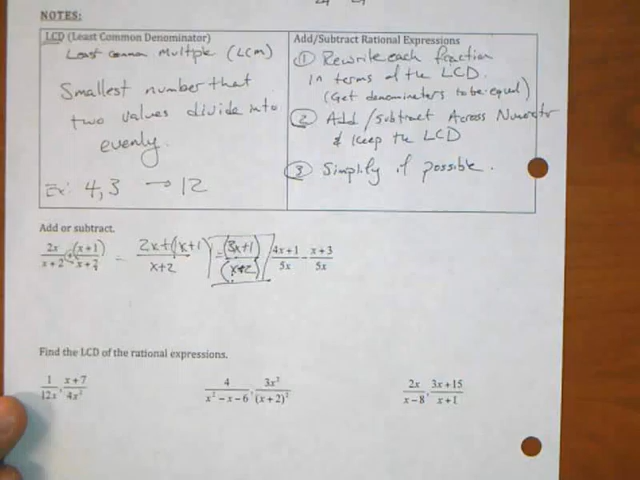 NOTES:
LCD (Least Common Denominator)
Least Common Multiple (LCM)
Smallest number that
two values divide into
evenly.
Ex: 4,3 → 12
Add/Subtract Rational Expressions
① Rewrite each fraction
in terms of the LCD.
(Get denominators to be equal)
② Add/Subtract Across Numerator
& Keep the LCD
③ Simplify if possible.
Add or subtract.
2x/(x+2) + (x+1)/(x+2) = 2x+(x+1)/(x+2) = (3x+1)/(x+2)
(4x+1)/5x − (x+3)/5x
Find the LCD of the rational expressions.
1/12x, (x+7)/4x²
4/(x²−x−6), 3x²/(x+2)²
2x/(x−8), (3x+15)/(x+1)